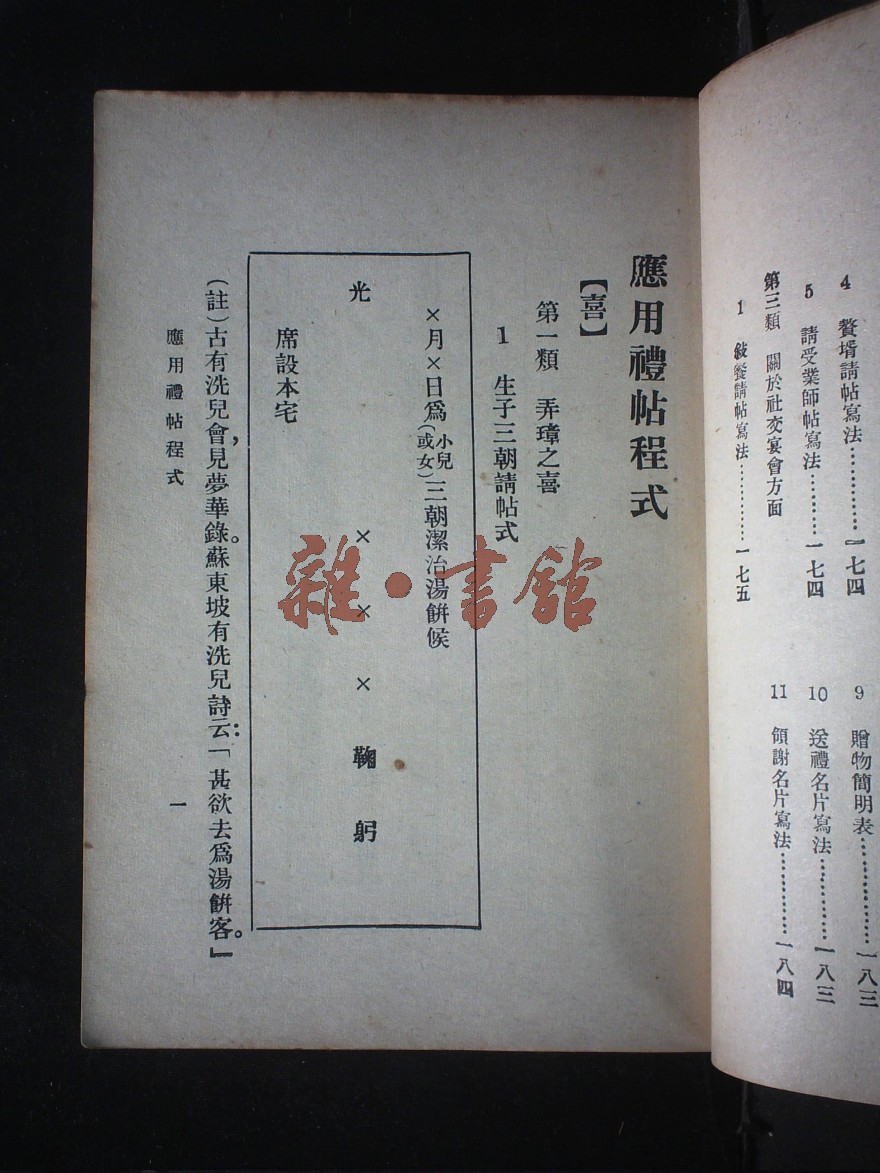 4　贅壻請帖寫法…………一七四
5　請受業師帖寫法………一七四
第三類　關於社交宴會方面
1　敍餐請帖寫法…………一七五
9　贈物簡明表……………一八三
10　送禮名片寫法…………一八三
11　領謝名片寫法…………一八四
應用禮帖程式
【喜】
第一類　弄璋之喜
1　生子三朝請帖式
×月×日爲小兒(或女)三朝潔治湯餅候
光　×××鞠躬
席設本宅
(註)古有洗兒會，見夢華錄。蘇東坡有洗兒詩云：「甚欲去爲湯餅客。」
應用禮帖程式　一
雜·書館